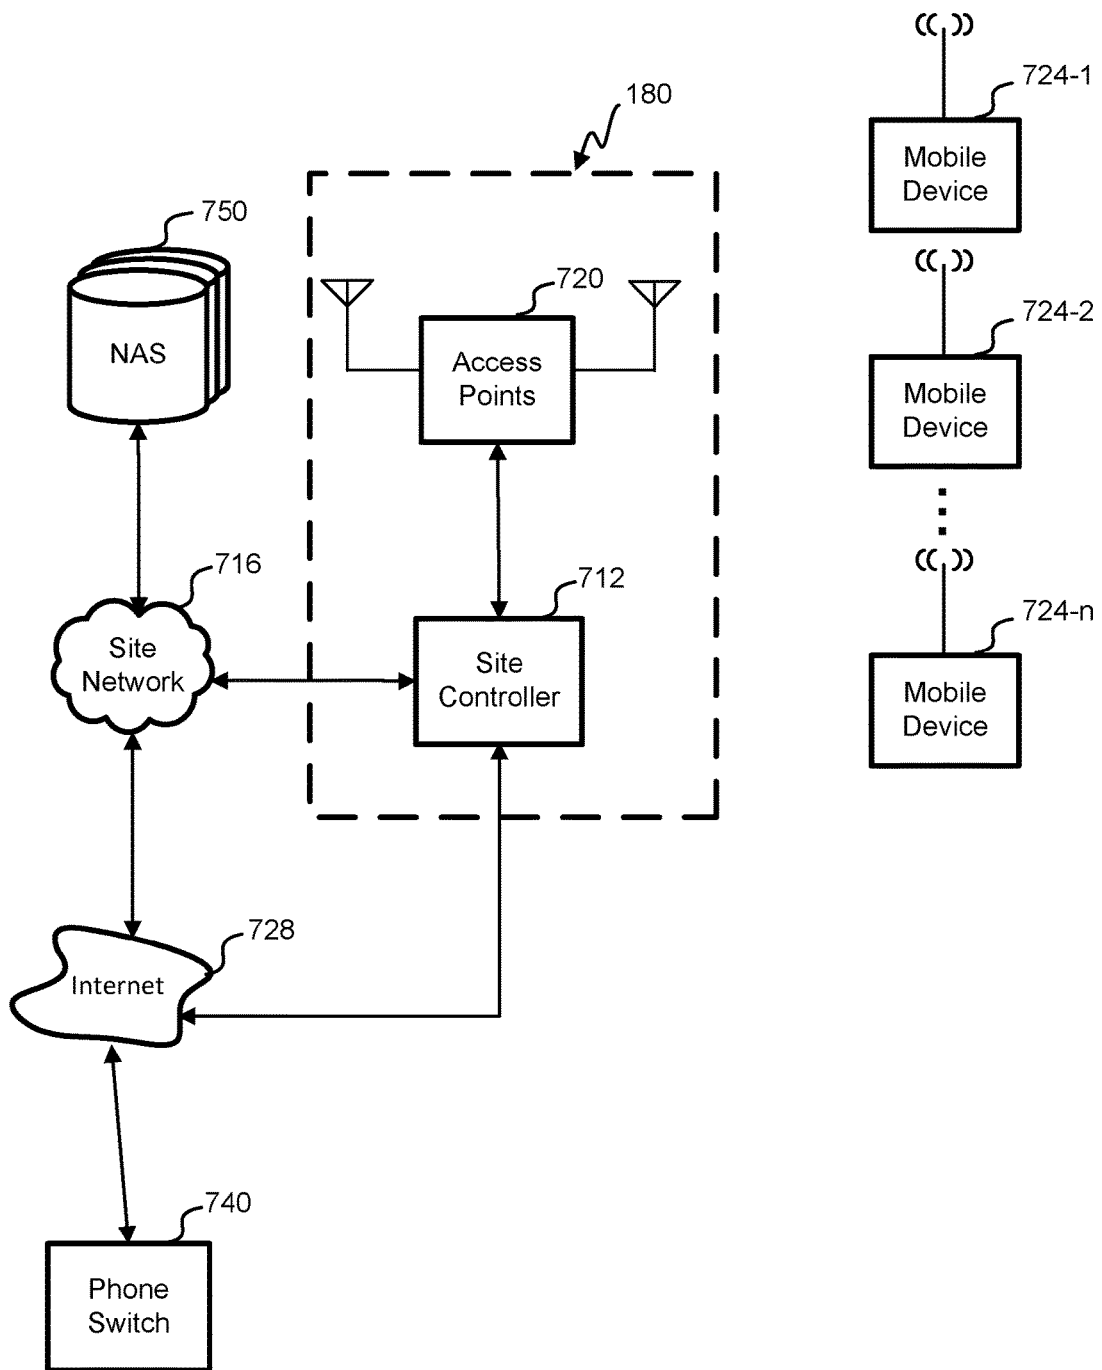 724-1
Mobile
Device
180
750
NAS
720
Access
Points
724-2
Mobile
Device
716
Site
Network
712
Site
Controller
724-n
Mobile
Device
728
Internet
740
Phone
Switch